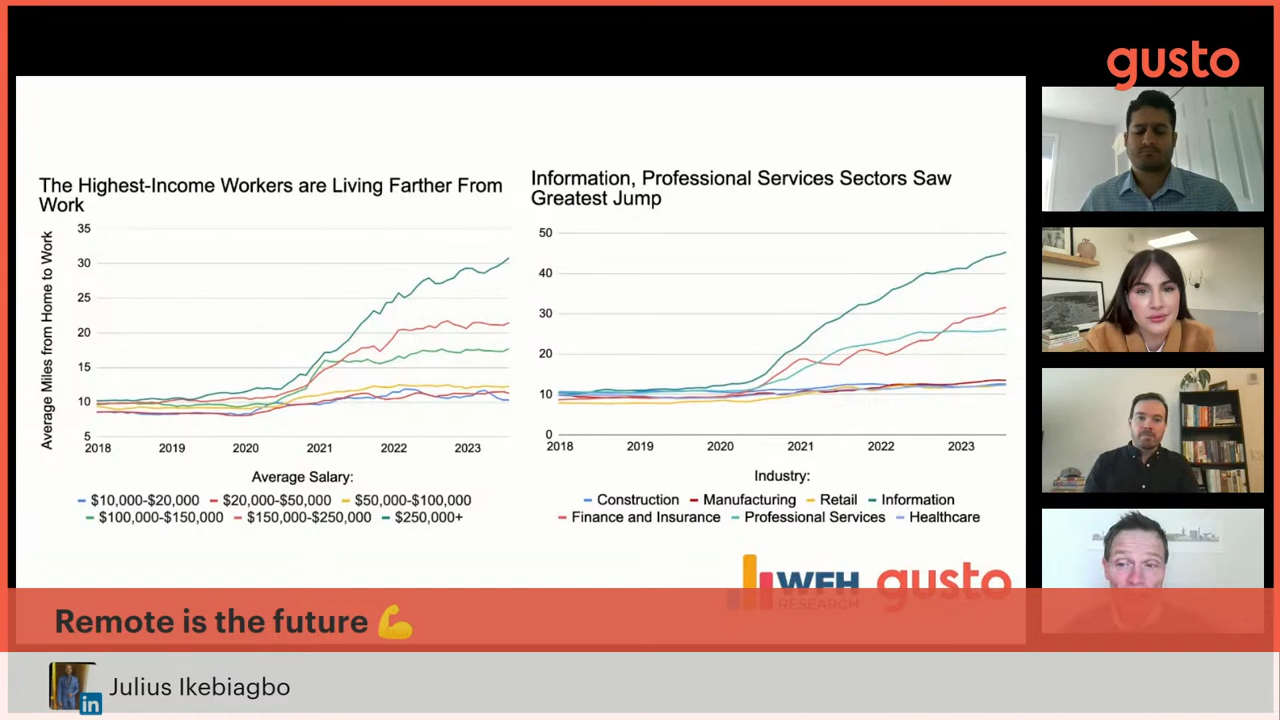 gusto
The Highest-Income Workers are Living Farther From
Work
Average Miles from Home to Work
35
30
25
20
15
10
5
2018 2019 2020 2021 2022 2023
Average Salary:
$10,000-$20,000 $20,000-$50,000 $50,000-$100,000
$100,000-$150,000 $150,000-$250,000 $250,000+
Information, Professional Services Sectors Saw
Greatest Jump
50
40
30
20
10
0
2018 2019 2020 2021 2022 2023
Industry:
Construction Manufacturing Retail Information
Finance and Insurance Professional Services Healthcare
WFH
RESEARCH
gusto
Remote is the future 💪
in
Julius Ikebiagbo